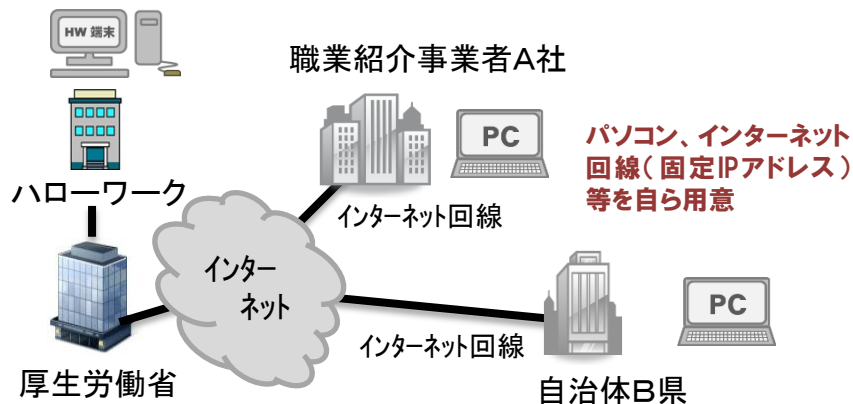 HW 端末
職業紹介事業者A社
PC
パソコン、インターネット
回線(固定IPアドレス)
等を自ら用意
ハローワーク
インターネット回線
インター
ネット
PC
インターネット回線
厚生労働省
自治体B県